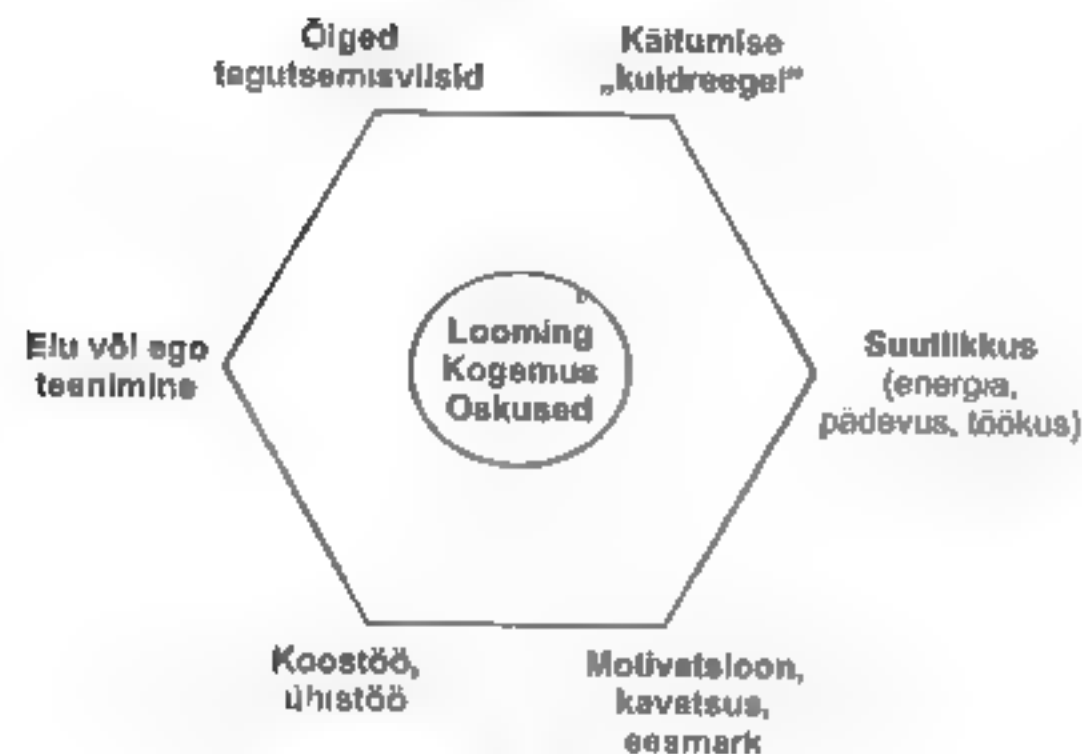 Õiged
tegutsemisviisid
Käitumise
„kuldreegel“
Looming
Kogemus
Oskused
Elu või ego
teenimine
Suutlikkus
(energia,
pädevus, töökus)
Koostöö,
ühistöö
Motivatsioon,
kavatsus,
eesmärk